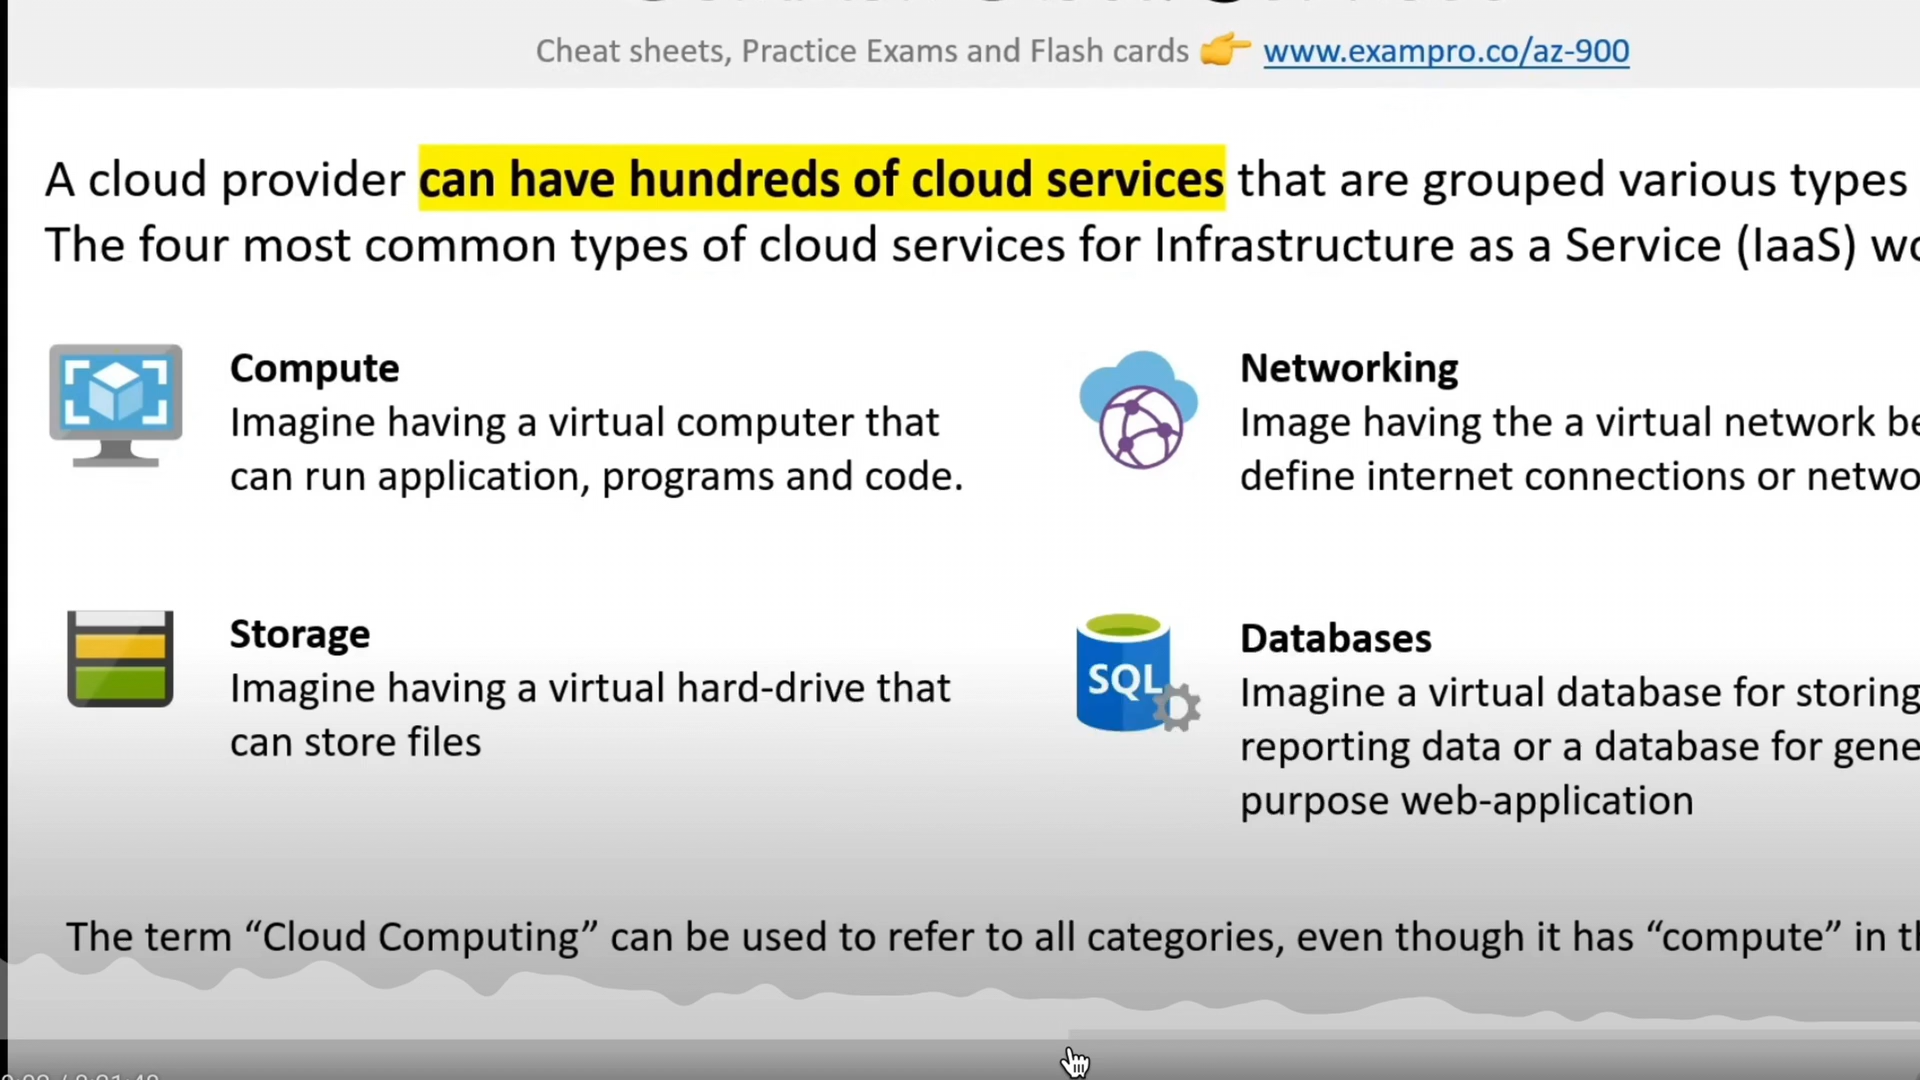 Cheat sheets, Practice Exams and Flash cards 👉 www.exampro.co/az-900
A cloud provider can have hundreds of cloud services that are grouped various types
The four most common types of cloud services for Infrastructure as a Service (IaaS)
Compute
Imagine having a virtual computer that
can run application, programs and code.
Networking
Image having the a virtual network
define internet connections or
Storage
Imagine having a virtual hard-drive that
can store files
SQL
Databases
Imagine a virtual database for storing
reporting data or a database for
purpose web-application
The term “Cloud Computing” can be used to refer to all categories, even though it has “compute” in